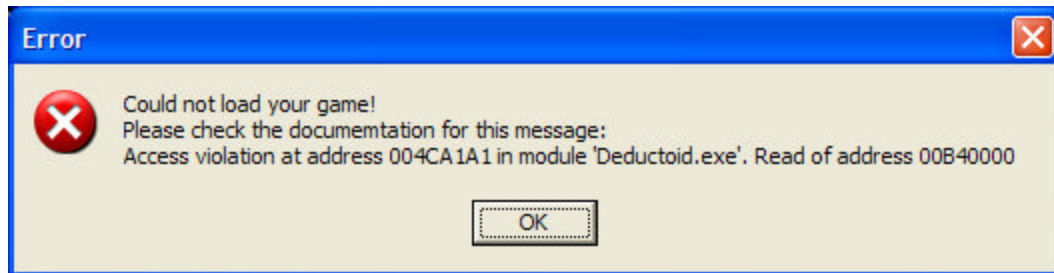 Error
Could not load your game!
Please check the documemtation for this message:
Access violation at address 004CA1A1 in module 'Deductoid.exe'. Read of address 00B40000
OK